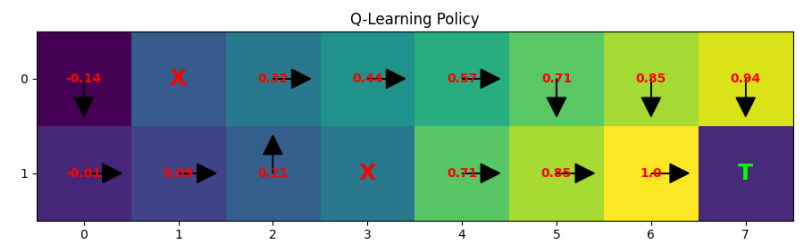 Q-Learning Policy
0 -0.14 X 0.32 0.44 0.57 0.71 0.85 0.94
1 -0.01 0.09 0.21 X 0.71 0.85 1.0 T
0 1 2 3 4 5 6 7